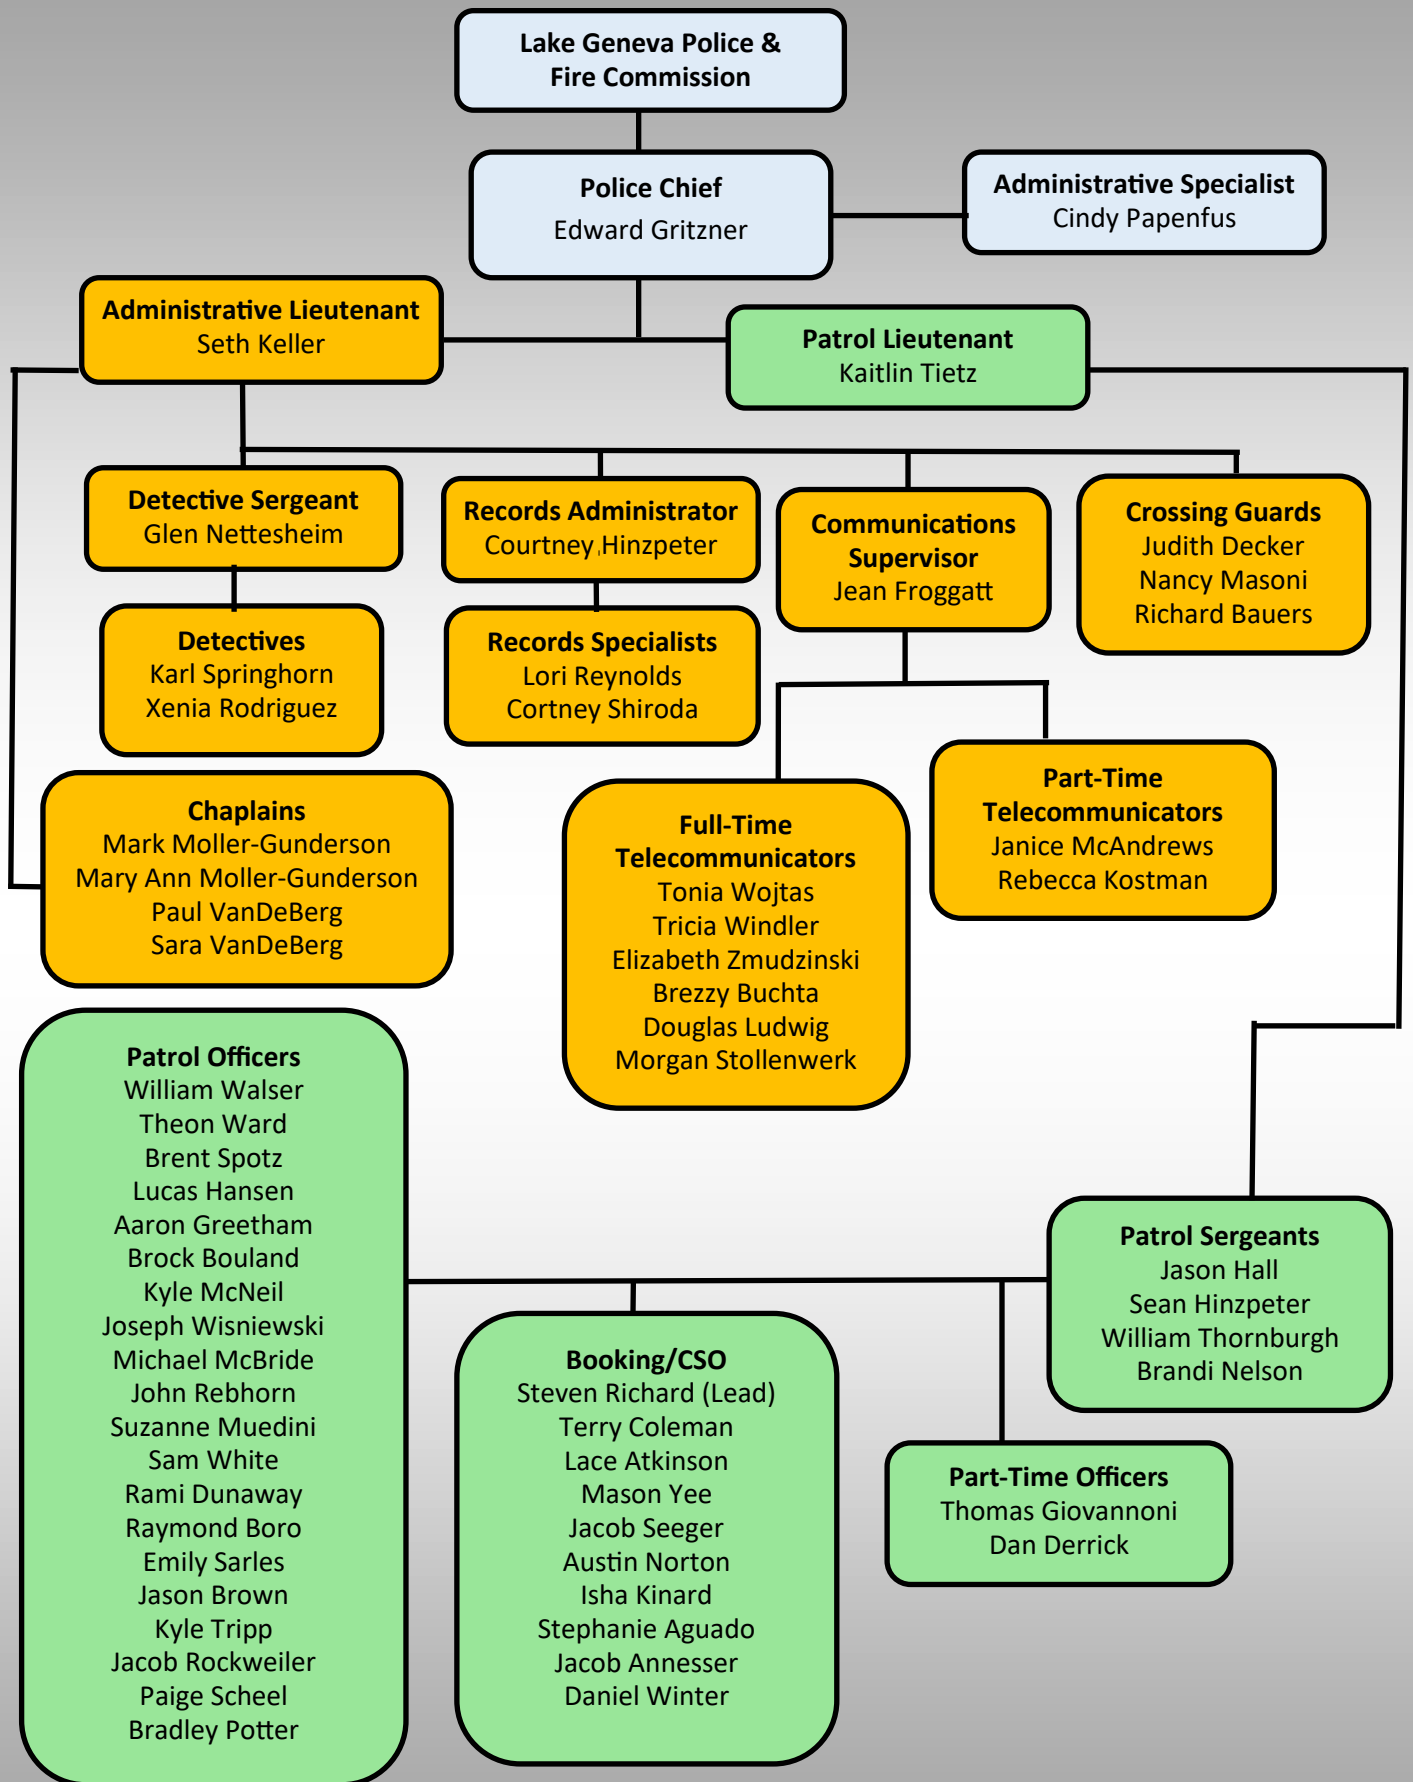 Lake Geneva Police &
Fire Commission
Police Chief
Edward Gritzner
Administrative Specialist
Cindy Papenfus
Administrative Lieutenant
Seth Keller
Patrol Lieutenant
Kaitlin Tietz
Detective Sergeant
Glen Nettesheim
Records Administrator
Courtney Hinzpeter
Communications
Supervisor
Jean Froggatt
Crossing Guards
Judith Decker
Nancy Masoni
Richard Bauers
Detectives
Karl Springhorn
Xenia Rodriguez
Records Specialists
Lori Reynolds
Cortney Shiroda
Chaplains
Mark Moller-Gunderson
Mary Ann Moller-Gunderson
Paul VanDeBerg
Sara VanDeBerg
Full-Time
Telecommunicators
Tonia Wojtas
Tricia Windler
Elizabeth Zmudzinski
Brezzy Buchta
Douglas Ludwig
Morgan Stollenwerk
Part-Time
Telecommunicators
Janice McAndrews
Rebecca Kostman
Patrol Officers
William Walser
Theon Ward
Brent Spotz
Lucas Hansen
Aaron Greetham
Brock Bouland
Kyle McNeil
Joseph Wisniewski
Michael McBride
John Rebhorn
Suzanne Muedini
Sam White
Rami Dunaway
Raymond Boro
Emily Sarles
Jason Brown
Kyle Tripp
Jacob Rockweiler
Paige Scheel
Bradley Potter
Booking/CSO
Steven Richard (Lead)
Terry Coleman
Lace Atkinson
Mason Yee
Jacob Seeger
Austin Norton
Isha Kinard
Stephanie Aguado
Jacob Annesser
Daniel Winter
Patrol Sergeants
Jason Hall
Sean Hinzpeter
William Thornburgh
Brandi Nelson
Part-Time Officers
Thomas Giovannoni
Dan Derrick